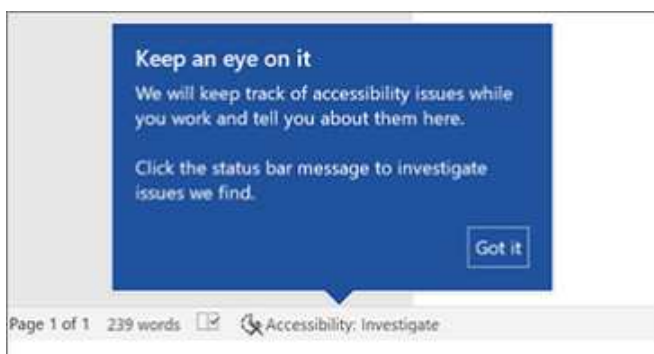 Keep an eye on it
We will keep track of accessibility issues while
you work and tell you about them here.
Click the status bar message to investigate
issues we find.
Got it
Page 1 of 1 239 words Accessibility: Investigate